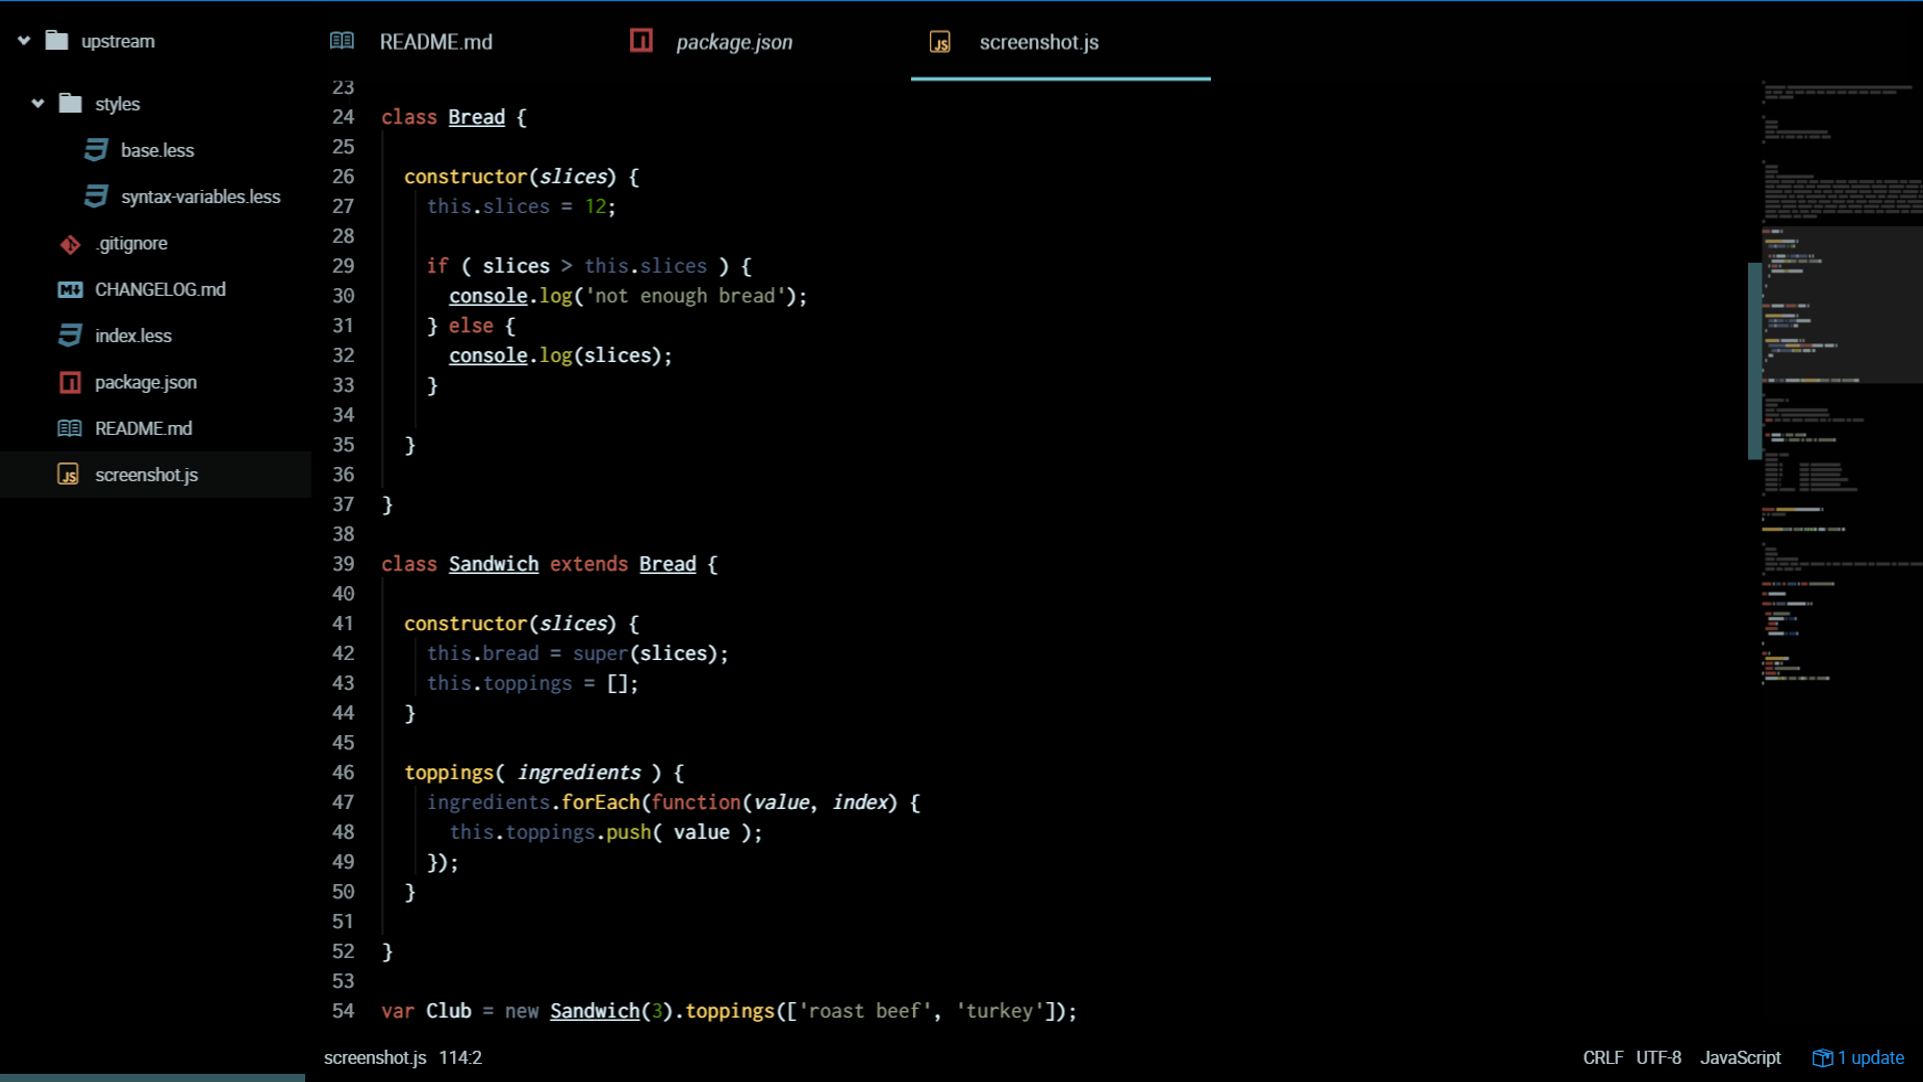 upstream
README.md
package.json
screenshot.js
styles
base.less
syntax-variables.less
.gitignore
CHANGELOG.md
index.less
package.json
README.md
JS screenshot.js
23
24 class Bread {
25
26 constructor(slices) {
27 this.slices = 12;
28
29 if ( slices > this.slices ) {
30 console.log('not enough bread');
31 } else {
32 console.log(slices);
33 }
34
35 }
36
37 }
38
39 class Sandwich extends Bread {
40
41 constructor(slices) {
42 this.bread = super(slices);
43 this.toppings = [];
44 }
45
46 toppings( ingredients ) {
47 ingredients.forEach(function(value, index) {
48 this.toppings.push( value );
49 });
50 }
51
52 }
53
54 var Club = new Sandwich(3).toppings(['roast beef', 'turkey']);
screenshot.js 114:2
CRLF UTF-8 JavaScript 1 update